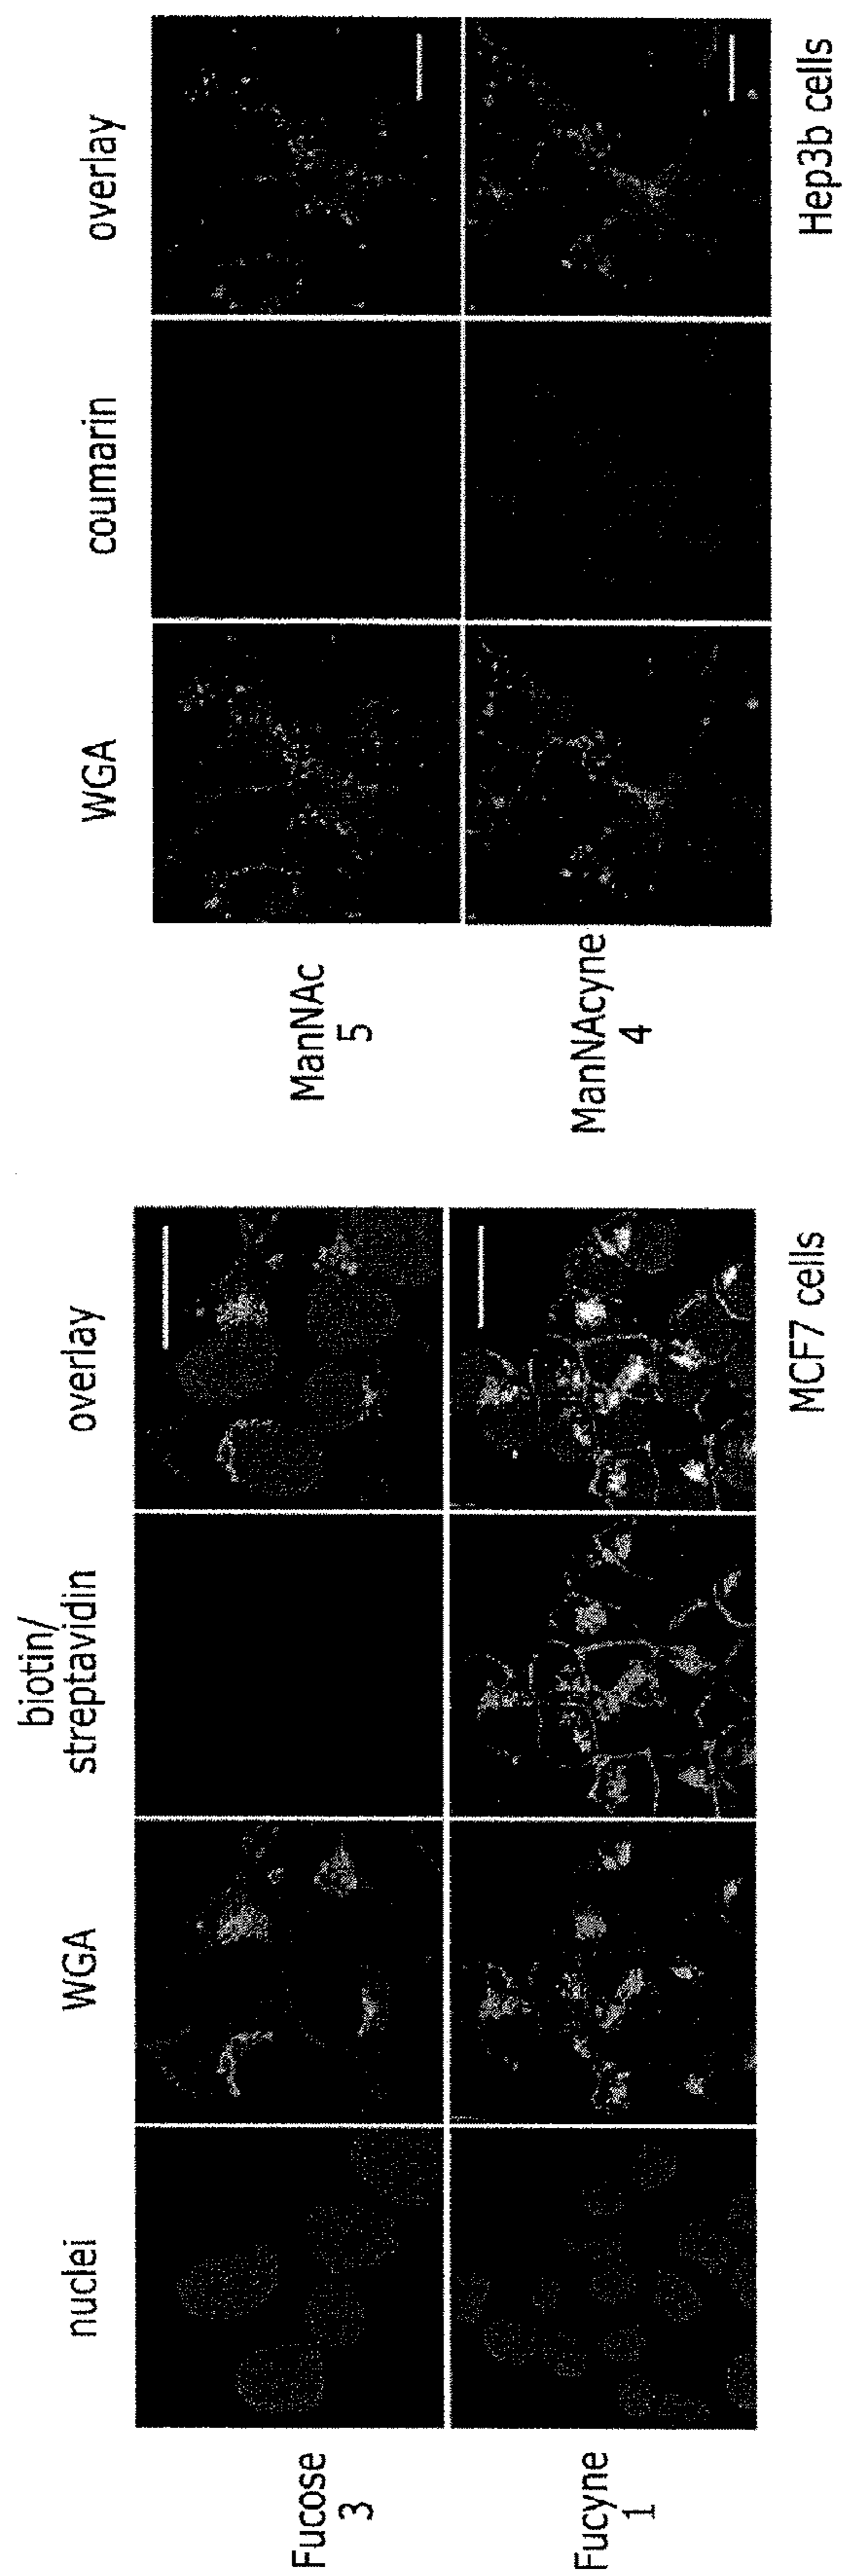 nuclei
WGA
biotin/
streptavidin
overlay
Fucose
3
Fucyne
1
MCF7 cells
WGA
coumarin
overlay
ManNAc
5
ManNAcyne
4
Hep3b cells